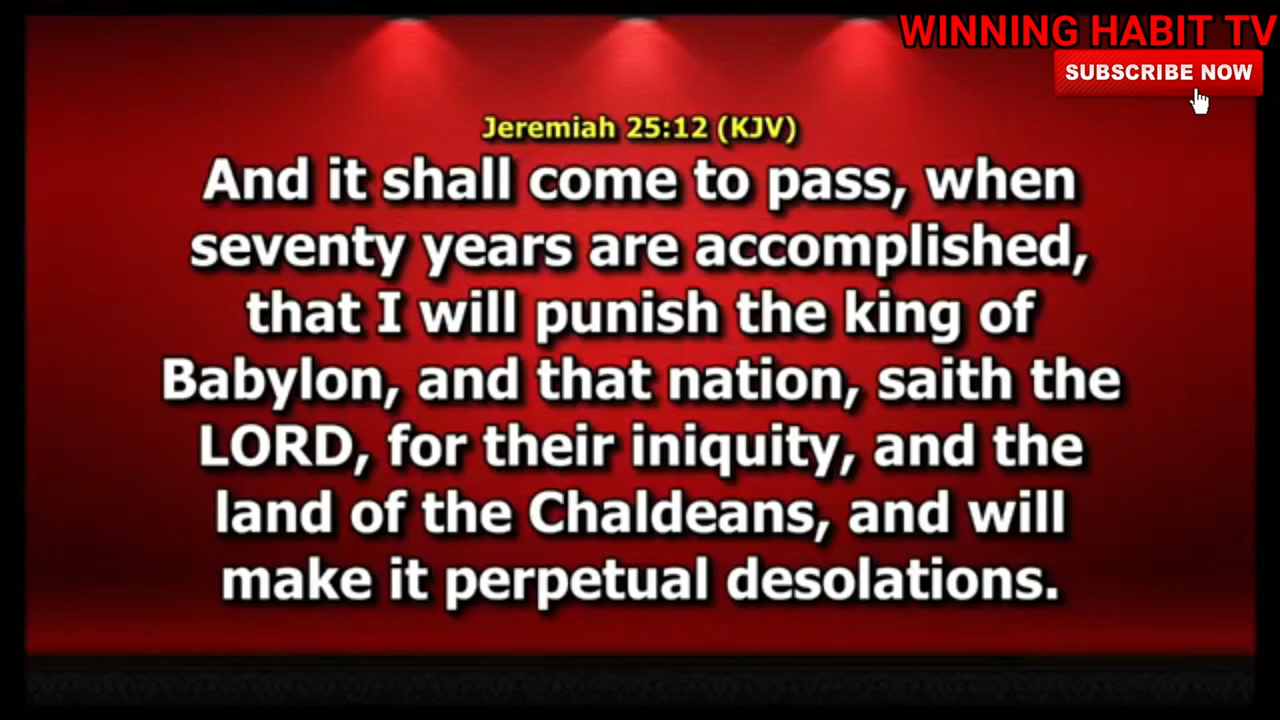 WINNING HABIT TV
SUBSCRIBE NOW
Jeremiah 25:12 (KJV)
And it shall come to pass, when
seventy years are accomplished,
that I will punish the king of
Babylon, and that nation, saith the
LORD, for their iniquity, and the
land of the Chaldeans, and will
make it perpetual desolations.